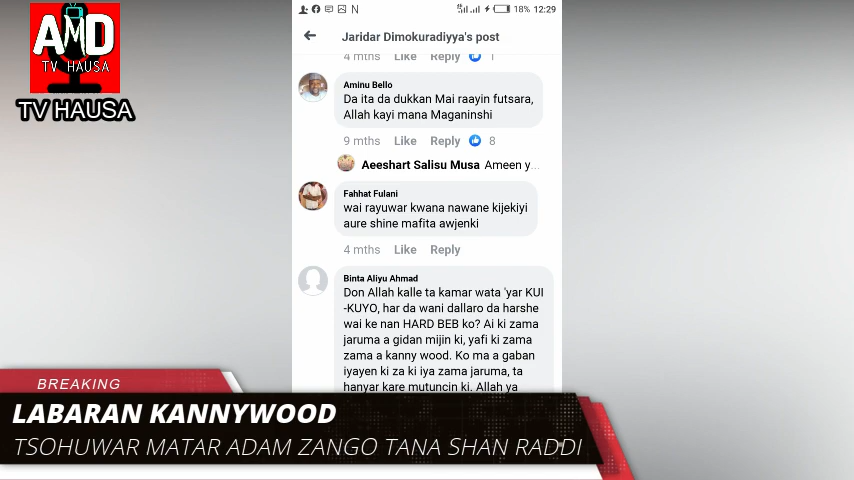 AMD
TV HAUSA
TV HAUSA
N
18% 12:29
Jaridar Dimokuradiyya's post
4 mths Like Reply 1
Aminu Bello
Da ita da dukkan Mai raayin futsara,
Allah kayi mana Maganinshi
9 mths Like Reply 8
Aeeshart Salisu Musa Ameen y...
Fahhat Fulani
wai rayuwar kwana nawane kijekiyi
aure shine mafita awjenki
4 mths Like Reply
Binta Aliyu Ahmad
Don Allah kalle ta kamar wata 'yar KUI
-KUYO, har da wani dallaro da harshe
wai ke nan HARD BEB ko? Ai ki zama
jaruma a gidan mijin ki, yafi ki zama
zama a kanny wood. Ko ma a gaban
iyayen ki za ki iya zama jaruma, ta
hanyar kare mutuncin ki. Allah ya
BREAKING
LABARAN KANNYWOOD
TSOHUWAR MATAR ADAM ZANGO TANA SHAN RADDI